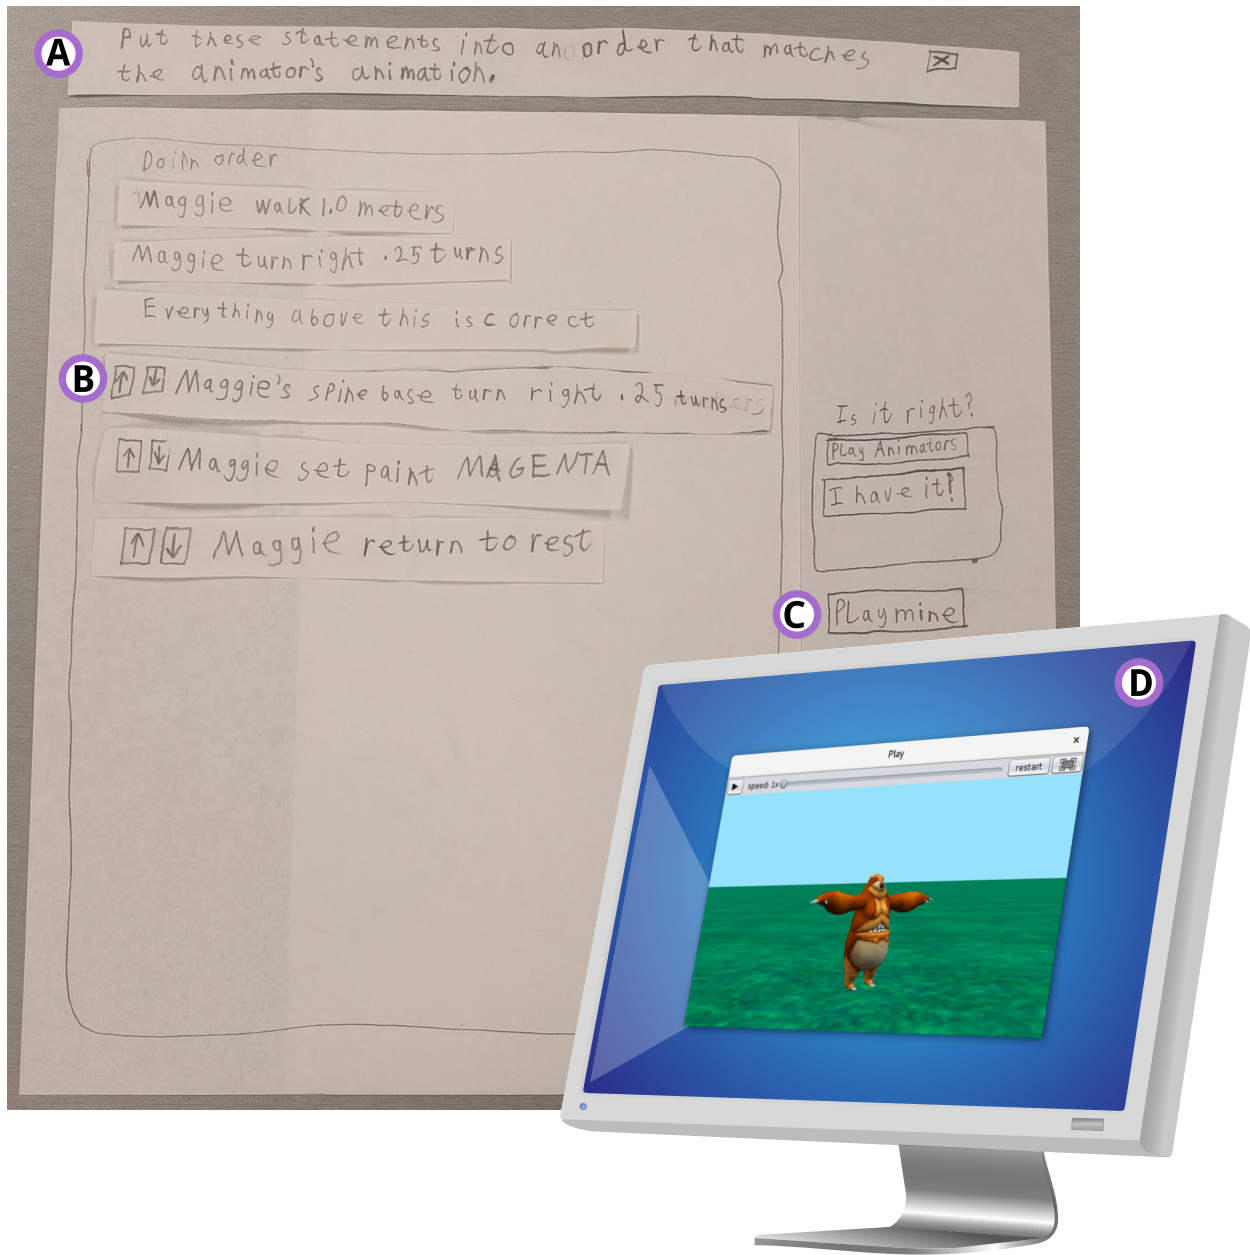 A
Put these statements into an order that matches
the animator's animation.
X
Do in order
Maggie walk 1.0 meters
Maggie turn right .25 turns
Everything above this is correct
B
↑ ↓ Maggie's spine base turn right .25 turns
↑ ↓ Maggie set paint MAGENTA
↑ ↓ Maggie return to rest
Is it right?
Play Animators
I have it!
C
Play mine
D
Play
x
speed: 1x
restart